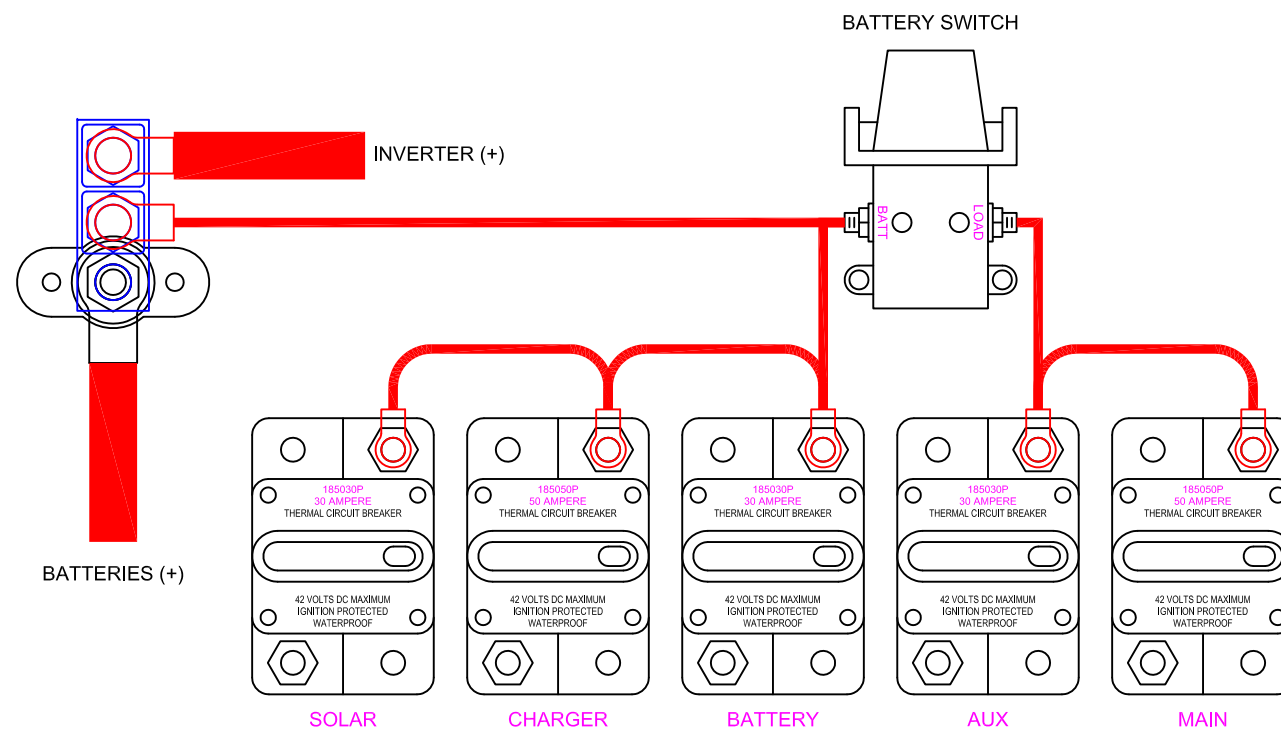 BATTERY SWITCH
INVERTER (+)
BATT
LOAD
BATTERIES (+)
185030P
30 AMPERE
THERMAL CIRCUIT BREAKER
42 VOLTS DC MAXIMUM
IGNITION PROTECTED
WATERPROOF
SOLAR
185050P
50 AMPERE
THERMAL CIRCUIT BREAKER
42 VOLTS DC MAXIMUM
IGNITION PROTECTED
WATERPROOF
CHARGER
185030P
30 AMPERE
THERMAL CIRCUIT BREAKER
42 VOLTS DC MAXIMUM
IGNITION PROTECTED
WATERPROOF
BATTERY
185030P
30 AMPERE
THERMAL CIRCUIT BREAKER
42 VOLTS DC MAXIMUM
IGNITION PROTECTED
WATERPROOF
AUX
185050P
50 AMPERE
THERMAL CIRCUIT BREAKER
42 VOLTS DC MAXIMUM
IGNITION PROTECTED
WATERPROOF
MAIN